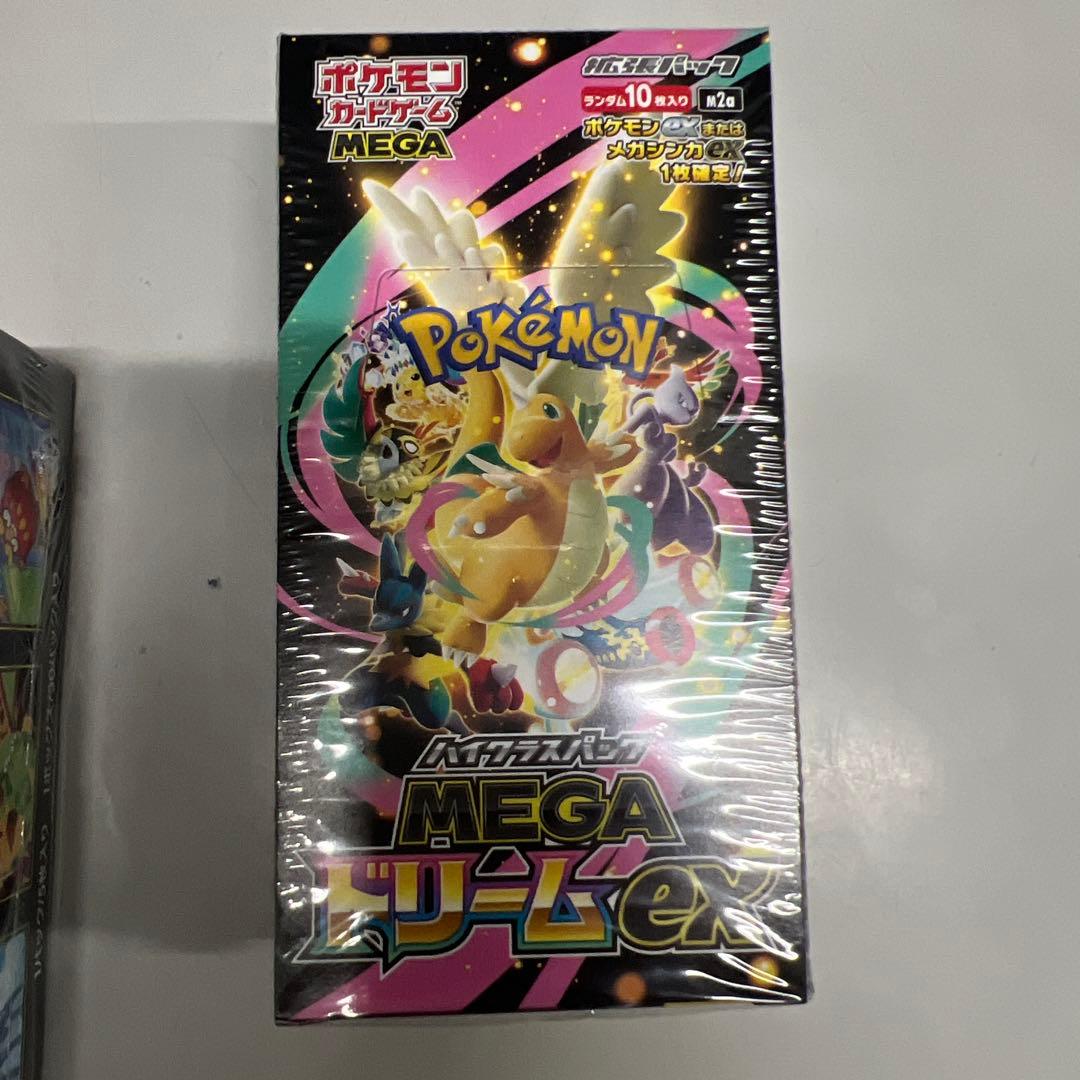 ポケモン
カードゲーム
MEGA
拡張パック
ランダム10枚入り M2a
ポケモンexまたは
メガシンカex
1枚確定!
POKéMON
ハイクラスパック
MEGA
ドリームex